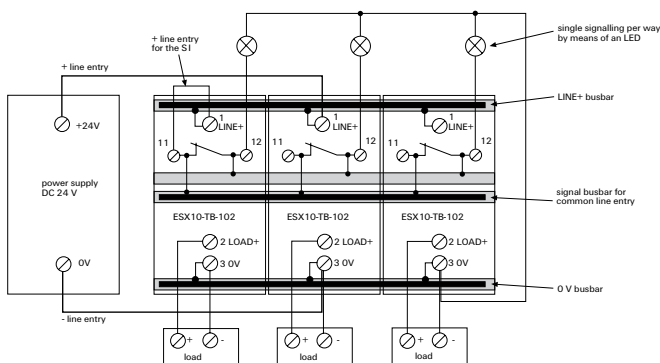 + line entry
for the SI
single signalling per way
by means of an LED
+ line entry
LINE+ busbar
+24V
1
LINE+
1
LINE+
1
LINE+
11
12
11
12
11
12
power supply
DC 24 V
signal busbar for
common line entry
ESX10-TB-102
ESX10-TB-102
ESX10-TB-102
2 LOAD+
2 LOAD+
2 LOAD+
0V
3 0V
3 0V
3 0V
0 V busbar
- line entry
+
-
+
-
+
-
load
load
load